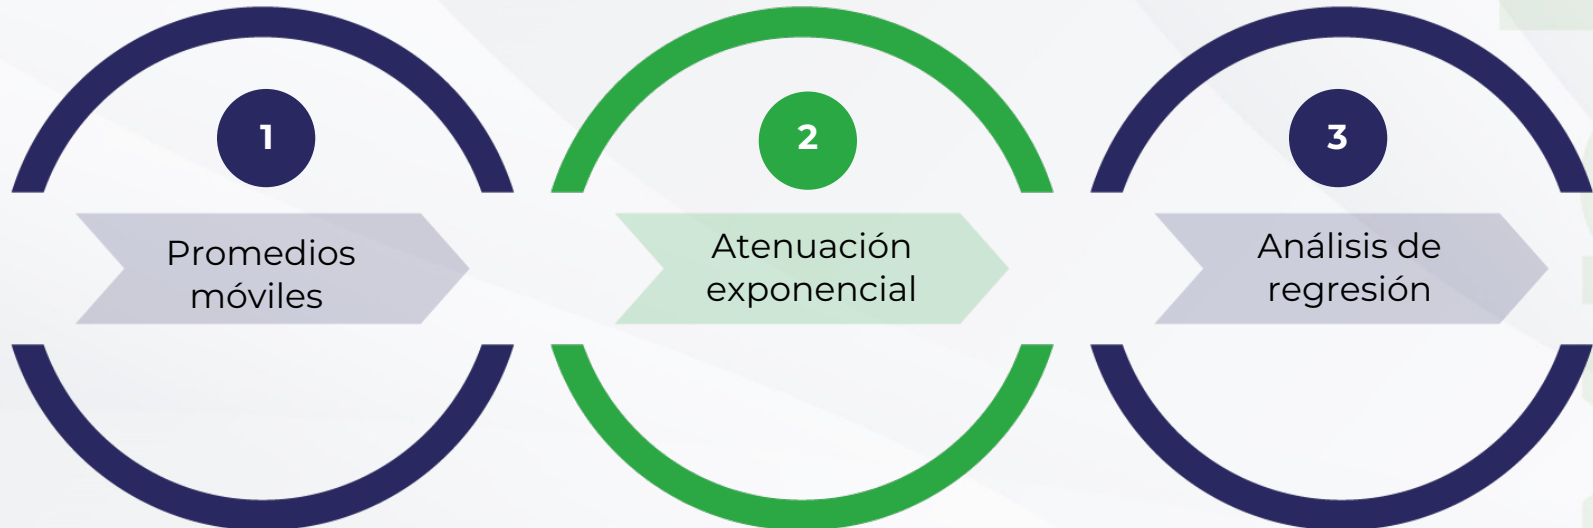 1
Promedios
móviles
2
Atenuación
exponencial
3
Análisis de
regresión